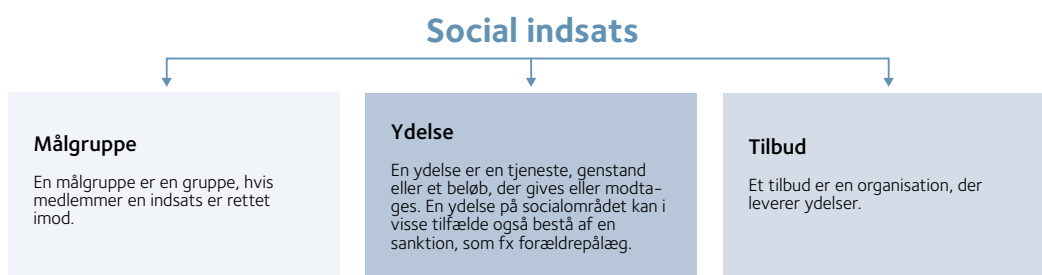 Social indsats
Målgruppe
En målgruppe er en gruppe, hvis
medlemmer en indsats er rettet
imod.
Ydelse
En ydelse er en tjeneste, genstand
eller et beløb, der gives eller modta-
ges. En ydelse på socialområdet kan i
visse tilfælde også bestå af en
sanktion, som fx forældrepålæg.
Tilbud
Et tilbud er en organisation, der
leverer ydelser.